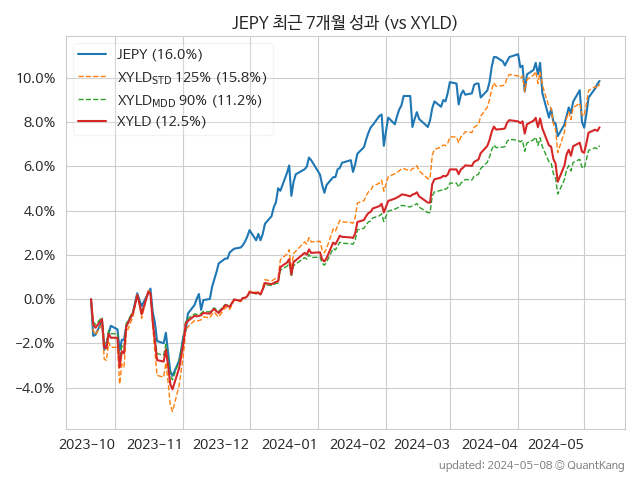 JEPY 최근 7개월 성과 (vs XYLD)
JEPY (16.0%)
XYLD_STD 125% (15.8%)
XYLD_MDD 90% (11.2%)
XYLD (12.5%)
10.0%
8.0%
6.0%
4.0%
2.0%
0.0%
−2.0%
−4.0%
2023-10 2023-11 2023-12 2024-01 2024-02 2024-03 2024-04 2024-05
updated: 2024-05-08 © QuantKang